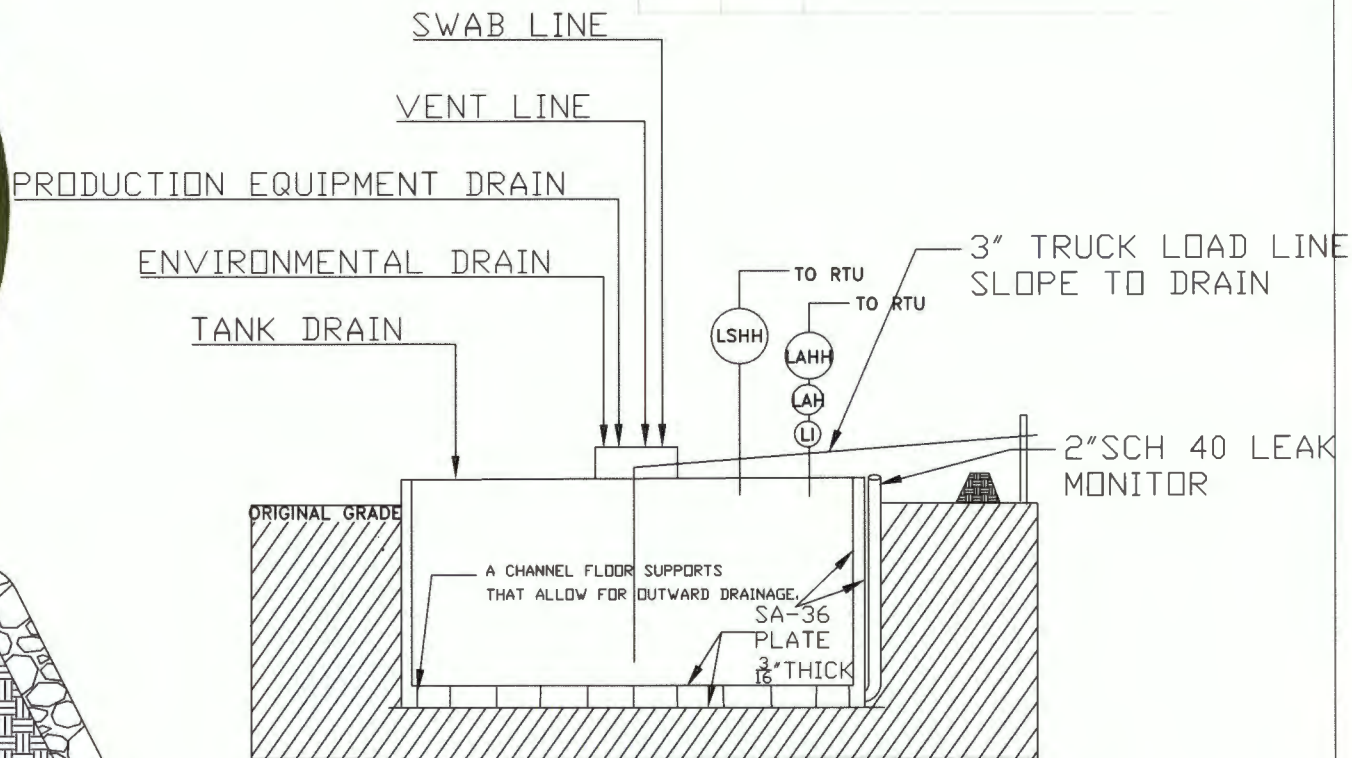 SWAB LINE
VENT LINE
PRODUCTION EQUIPMENT DRAIN
ENVIRONMENTAL DRAIN
TANK DRAIN
TO RTU
TO RTU
LSHH
LAHH
LAH
LI
3" TRUCK LOAD LINE
SLOPE TO DRAIN
2"SCH 40 LEAK
MONITOR
ORIGINAL GRADE
A CHANNEL FLOOR SUPPORTS
THAT ALLOW FOR OUTWARD DRAINAGE.
SA-36
PLATE
3/16" THICK